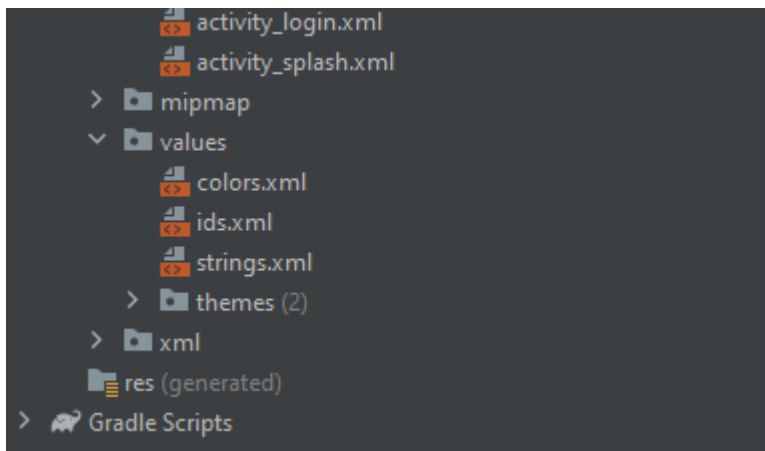 activity_login.xml
activity_splash.xml
mipmap
values
colors.xml
ids.xml
strings.xml
themes (2)
xml
res (generated)
Gradle Scripts